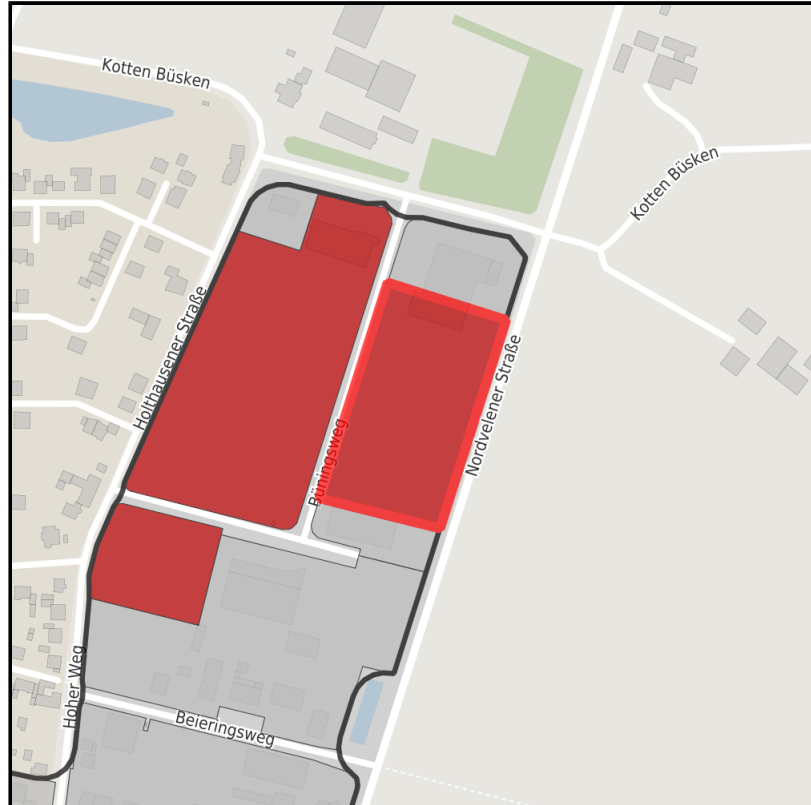 Kotten Büsken
Kotten Büsken
Holthausener Straße
Nordvelener Straße
Büningsweg
Hoher Weg
Beieringsweg